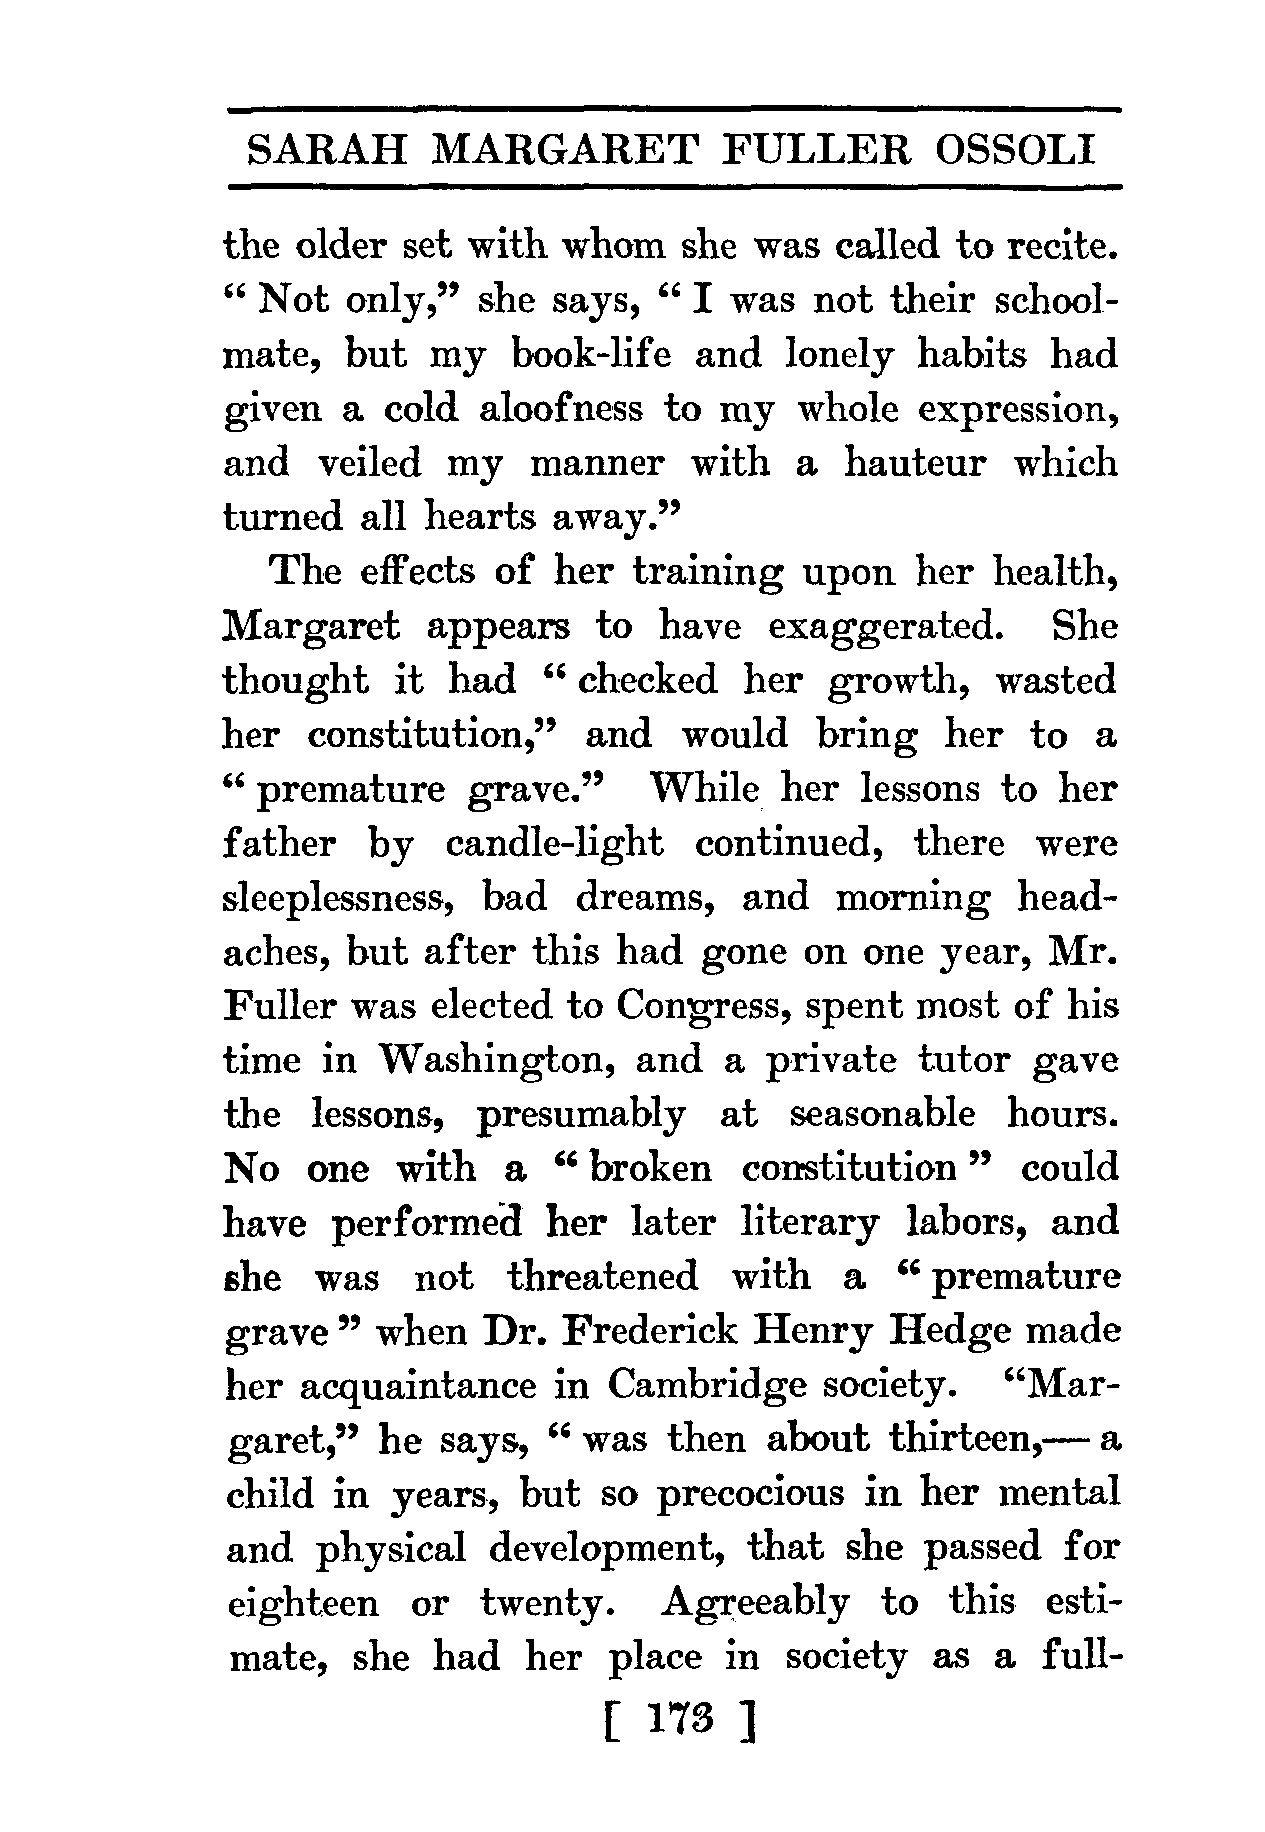 SARAH MARGARET FULLER OSSOLI
the older set with whom she was called to recite.
“ Not only,” she says, “ I was not their school-
mate, but my book-life and lonely habits had
given a cold aloofness to my whole expression,
and veiled my manner with a hauteur which
turned all hearts away.”
The effects of her training upon her health,
Margaret appears to have exaggerated. She
thought it had “ checked her growth, wasted
her constitution,” and would bring her to a
“ premature grave.” While her lessons to her
father by candle-light continued, there were
sleeplessness, bad dreams, and morning head-
aches, but after this had gone on one year, Mr.
Fuller was elected to Congress, spent most of his
time in Washington, and a private tutor gave
the lessons, presumably at seasonable hours.
No one with a “ broken constitution ” could
have performed her later literary labors, and
she was not threatened with a “ premature
grave ” when Dr. Frederick Henry Hedge made
her acquaintance in Cambridge society. “Mar-
garet,” he says, “ was then about thirteen,— a
child in years, but so precocious in her mental
and physical development, that she passed for
eighteen or twenty. Agreeably to this esti-
mate, she had her place in society as a full-
[ 173 ]